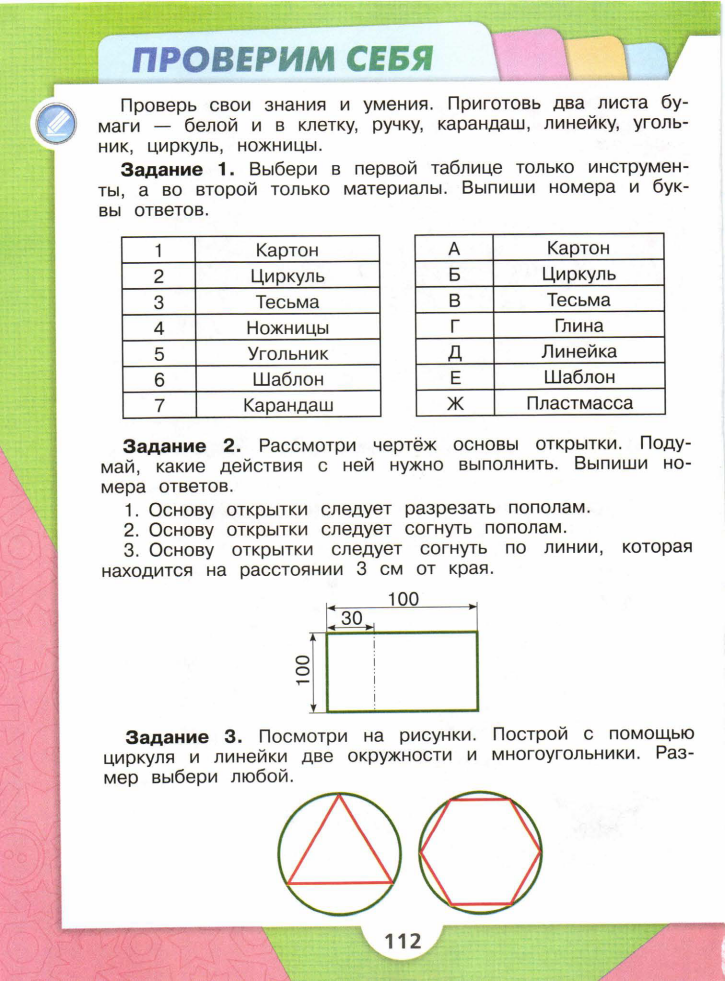 ПРОВЕРИМ СЕБЯ
Проверь свои знания и умения. Приготовь два листа бу-
маги — белой и в клетку, ручку, карандаш, линейку, уголь-
ник, циркуль, ножницы.
Задание 1. Выбери в первой таблице только инструмен-
ты, а во второй только материалы. Выпиши номера и бук-
вы ответов.
1 Картон
2 Циркуль
3 Тесьма
4 Ножницы
5 Угольник
6 Шаблон
7 Карандаш
А Картон
Б Циркуль
В Тесьма
Г Глина
Д Линейка
Е Шаблон
Ж Пластмасса
Задание 2. Рассмотри чертёж основы открытки. Поду-
май, какие действия с ней нужно выполнить. Выпиши но-
мера ответов.
1. Основу открытки следует разрезать пополам.
2. Основу открытки следует согнуть пополам.
3. Основу открытки следует согнуть по линии, которая
находится на расстоянии 3 см от края.
100
30
100
Задание 3. Посмотри на рисунки. Построй с помощью
циркуля и линейки две окружности и многоугольники. Раз-
мер выбери любой.
112